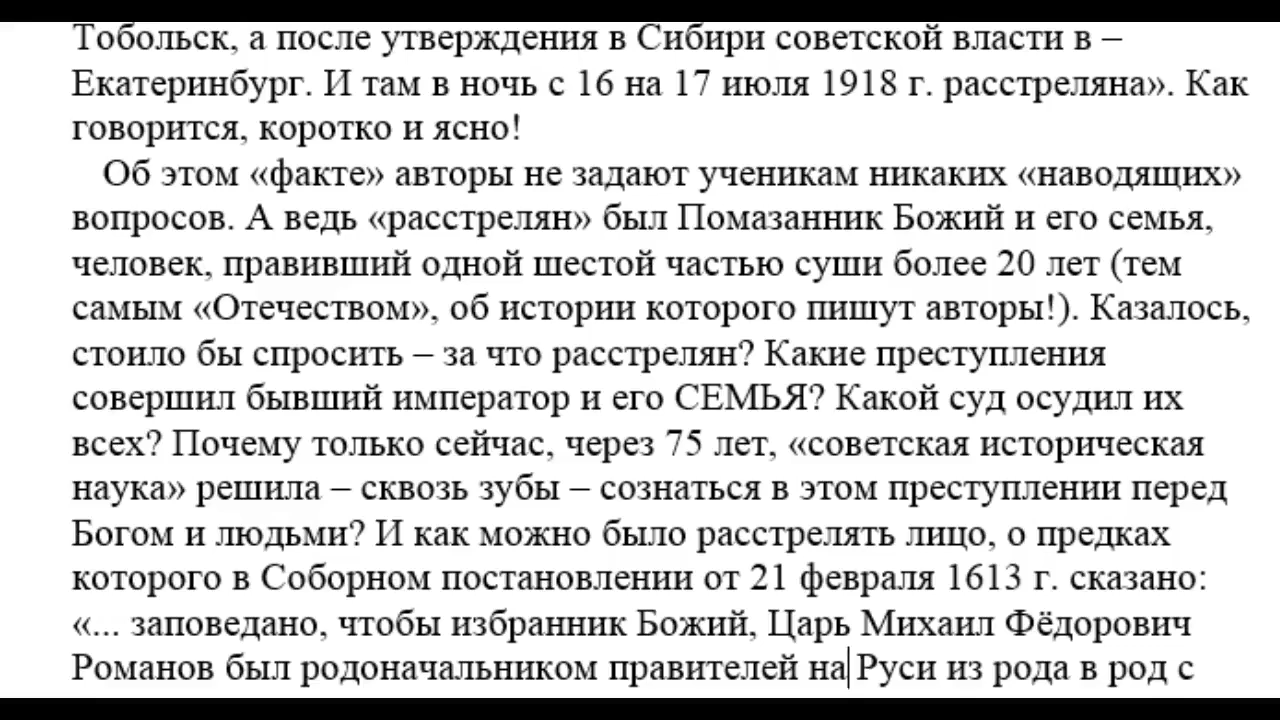 Тобольск, а после утверждения в Сибири советской власти в –
Екатеринбург. И там в ночь с 16 на 17 июля 1918 г. расстреляна». Как
говорится, коротко и ясно!
Об этом «факте» авторы не задают ученикам никаких «наводящих»
вопросов. А ведь «расстрелян» был Помазанник Божий и его семья,
человек, правивший одной шестой частью суши более 20 лет (тем
самым «Отечеством», об истории которого пишут авторы!). Казалось,
стоило бы спросить – за что расстрелян? Какие преступления
совершил бывший император и его СЕМЬЯ? Какой суд осудил их
всех? Почему только сейчас, через 75 лет, «советская историческая
наука» решила – сквозь зубы – сознаться в этом преступлении перед
Богом и людьми? И как можно было расстрелять лицо, о предках
которого в Соборном постановлении от 21 февраля 1613 г. сказано:
«... заповедано, чтобы избранник Божий, Царь Михаил Фёдорович
Романов был родоначальником правителей на Руси из рода в род с